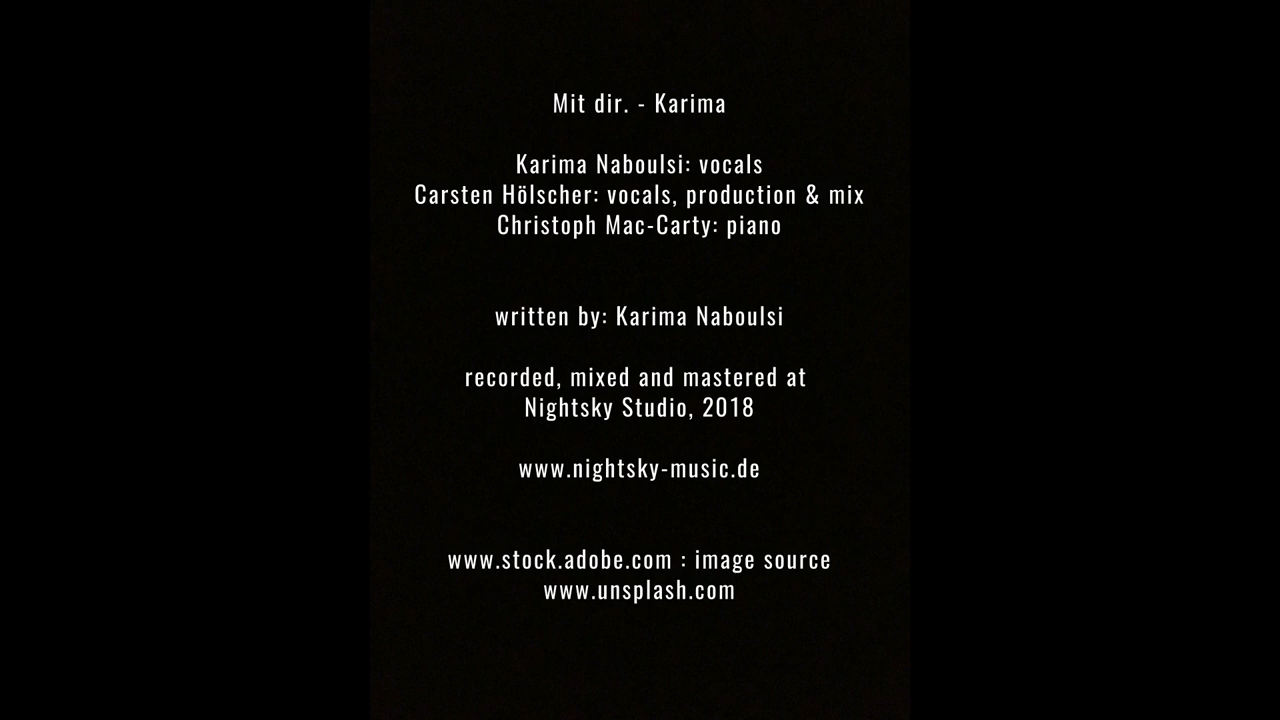 Mit dir. - Karima
Karima Naboulsi: vocals
Carsten Hölscher: vocals, production & mix
Christoph Mac-Carty: piano
written by: Karima Naboulsi
recorded, mixed and mastered at
Nightsky Studio, 2018
www.nightsky-music.de
www.stock.adobe.com : image source
www.unsplash.com